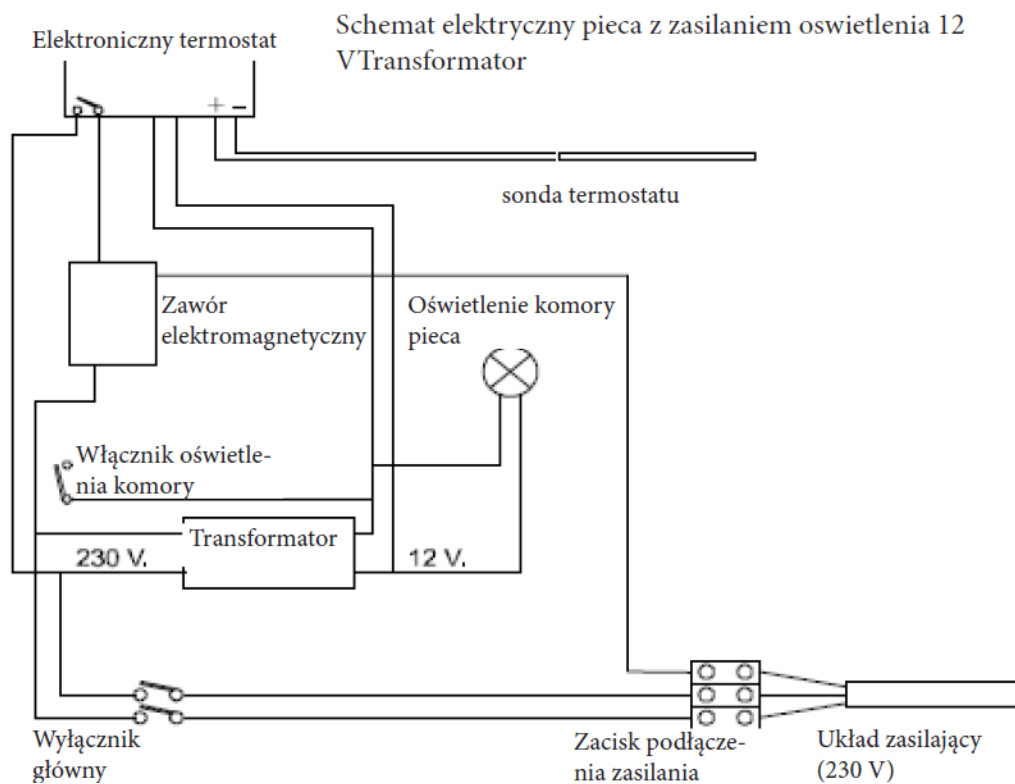 Schemat elektryczny pieca z zasilaniem oswietlenia 12
VTransformator
Elektroniczny termostat
+ −
sonda termostatu
Zawór
elektromagnetyczny
Oświetlenie komory
pieca
Włącznik oświetle-
nia komory
Transformator
230 V.
12 V.
Wyłącznik
główny
Zacisk podłącze-
nia zasilania
Układ zasilający
(230 V)